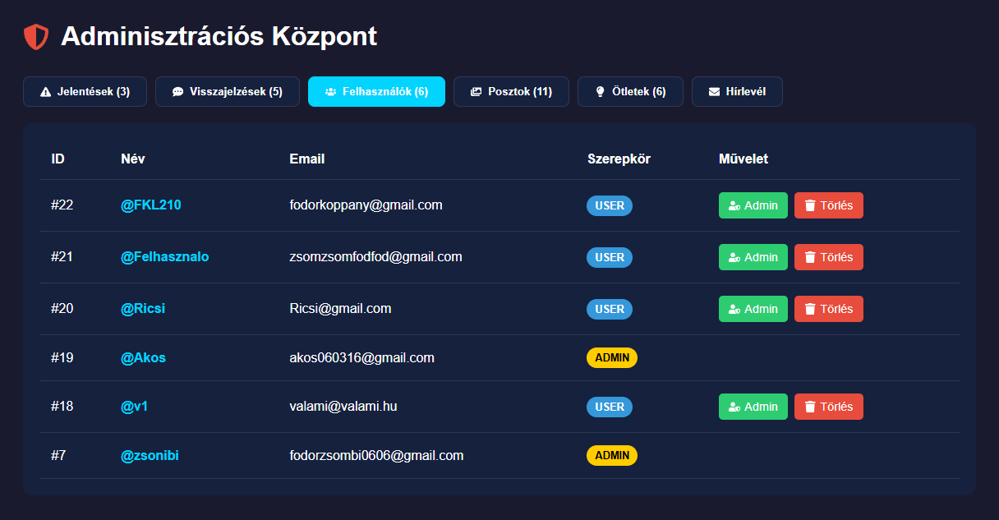 Adminisztrációs Központ
Jelentések (3) Visszajelzések (5) Felhasználók (6) Posztok (11) Ötletek (6) Hírlevél
ID Név Email Szerepkör Művelet
#22 @FKL210 fodorkoppany@gmail.com USER Admin Törlés
#21 @Felhasznalo zsomzsomfodfod@gmail.com USER Admin Törlés
#20 @Ricsi Ricsi@gmail.com USER Admin Törlés
#19 @Akos akos060316@gmail.com ADMIN
#18 @v1 valami@valami.hu USER Admin Törlés
#7 @zsonibi fodorzsombi0606@gmail.com ADMIN